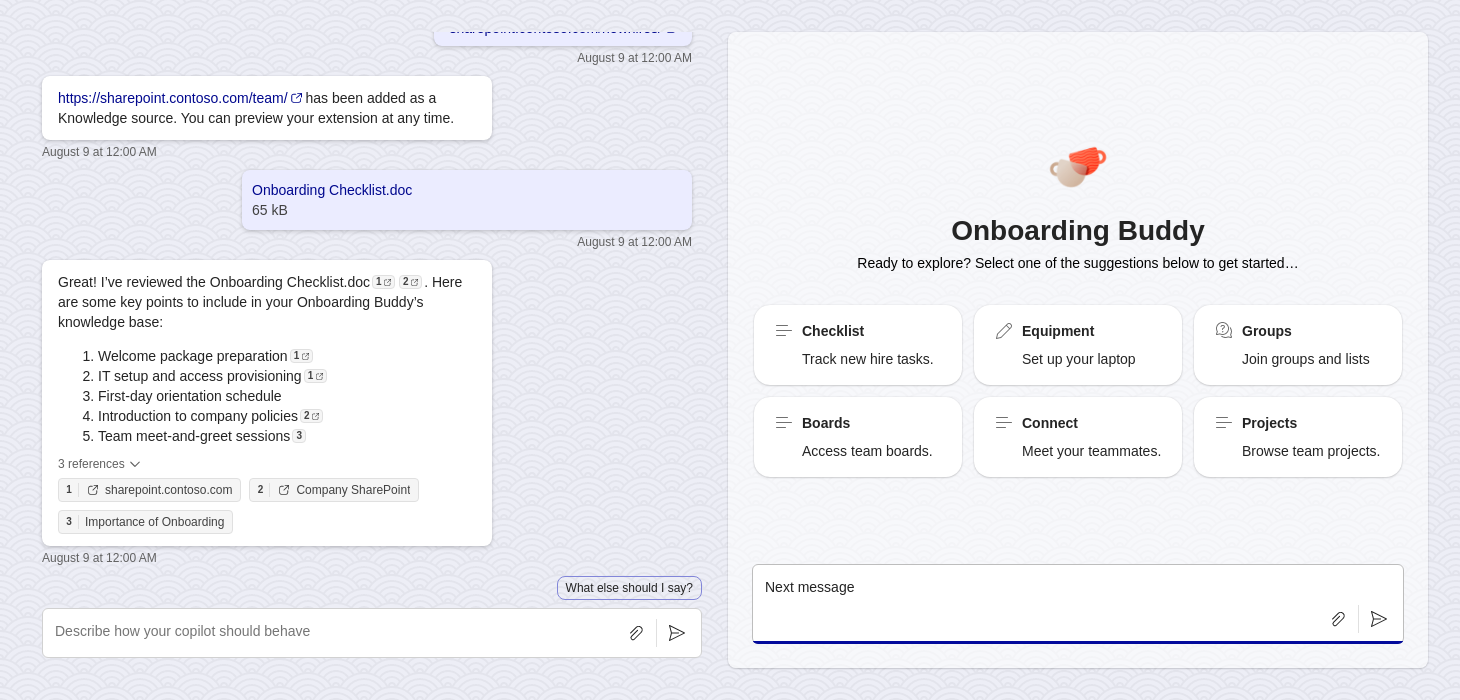 August 9 at 12:00 AM
https://sharepoint.contoso.com/team/ has been added as a
Knowledge source. You can preview your extension at any time.
August 9 at 12:00 AM
Onboarding Checklist.doc
65 kB
August 9 at 12:00 AM
Great! I’ve reviewed the Onboarding Checklist.doc 1 2 . Here
are some key points to include in your Onboarding Buddy’s
knowledge base:
1. Welcome package preparation 1
2. IT setup and access provisioning 1
3. First-day orientation schedule
4. Introduction to company policies 2
5. Team meet-and-greet sessions 3
3 references
1 sharepoint.contoso.com 2 Company SharePoint
3 Importance of Onboarding
August 9 at 12:00 AM
What else should I say?
Describe how your copilot should behave
Onboarding Buddy
Ready to explore? Select one of the suggestions below to get started…
Checklist
Track new hire tasks.
Equipment
Set up your laptop
Groups
Join groups and lists
Boards
Access team boards.
Connect
Meet your teammates.
Projects
Browse team projects.
Next message